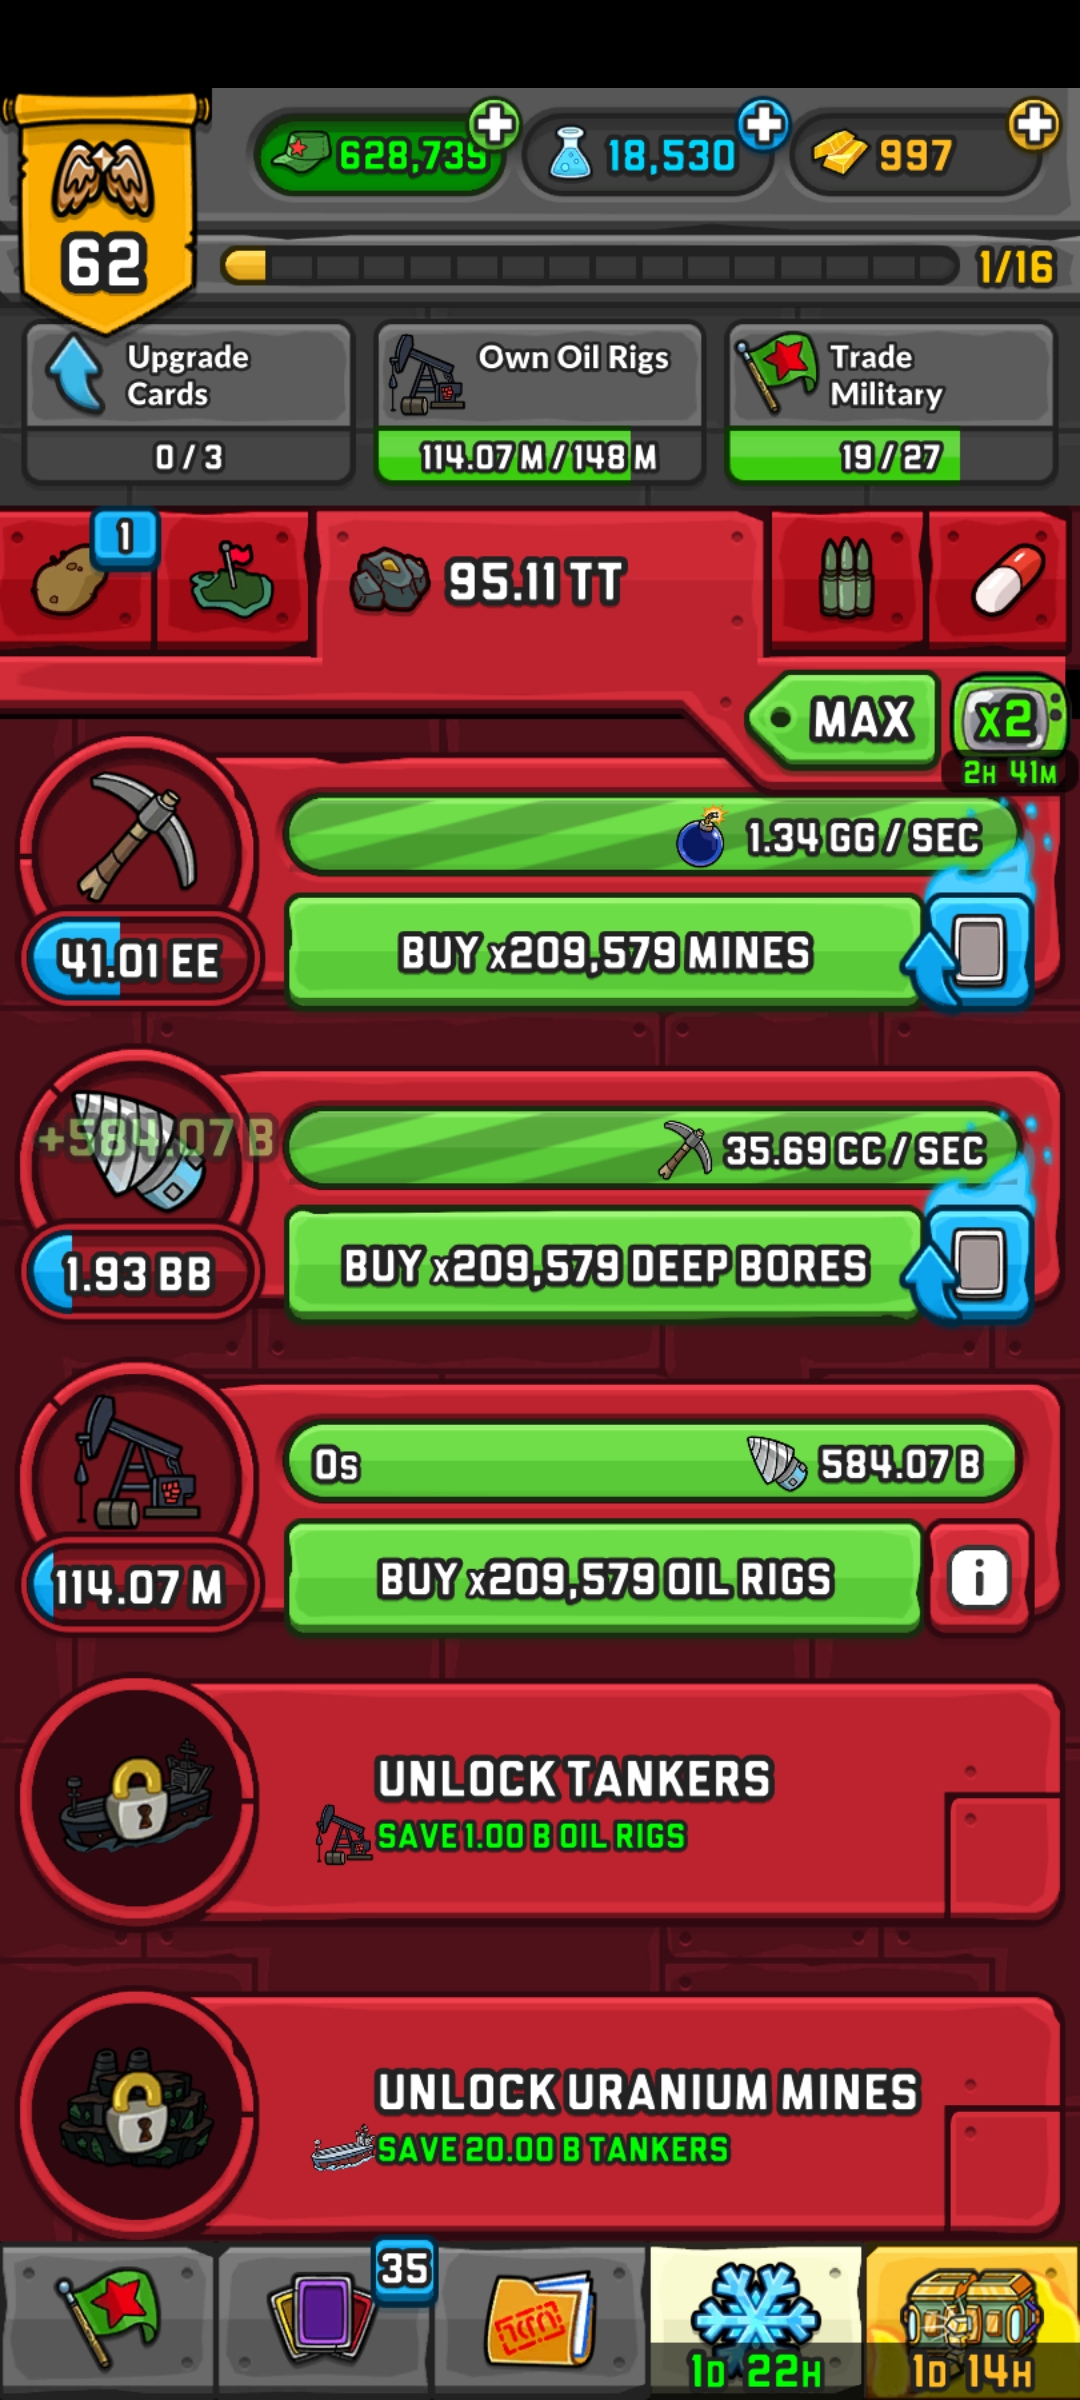 628,739
18,530
997
62
1/16
Upgrade
Cards
0 / 3
Own Oil Rigs
114.07 M / 148 M
Trade
Military
19 / 27
1
95.11 TT
MAX
x2
2H 41M
1.34 GG / SEC
41.01 EE
BUY x209,579 MINES
+584.07 B
35.69 CC / SEC
1.93 BB
BUY x209,579 DEEP BORES
0s
584.07 B
114.07 M
BUY x209,579 OIL RIGS
i
UNLOCK TANKERS
SAVE 1.00 B OIL RIGS
UNLOCK URANIUM MINES
SAVE 20.00 B TANKERS
35
1D 22H
1D 14H